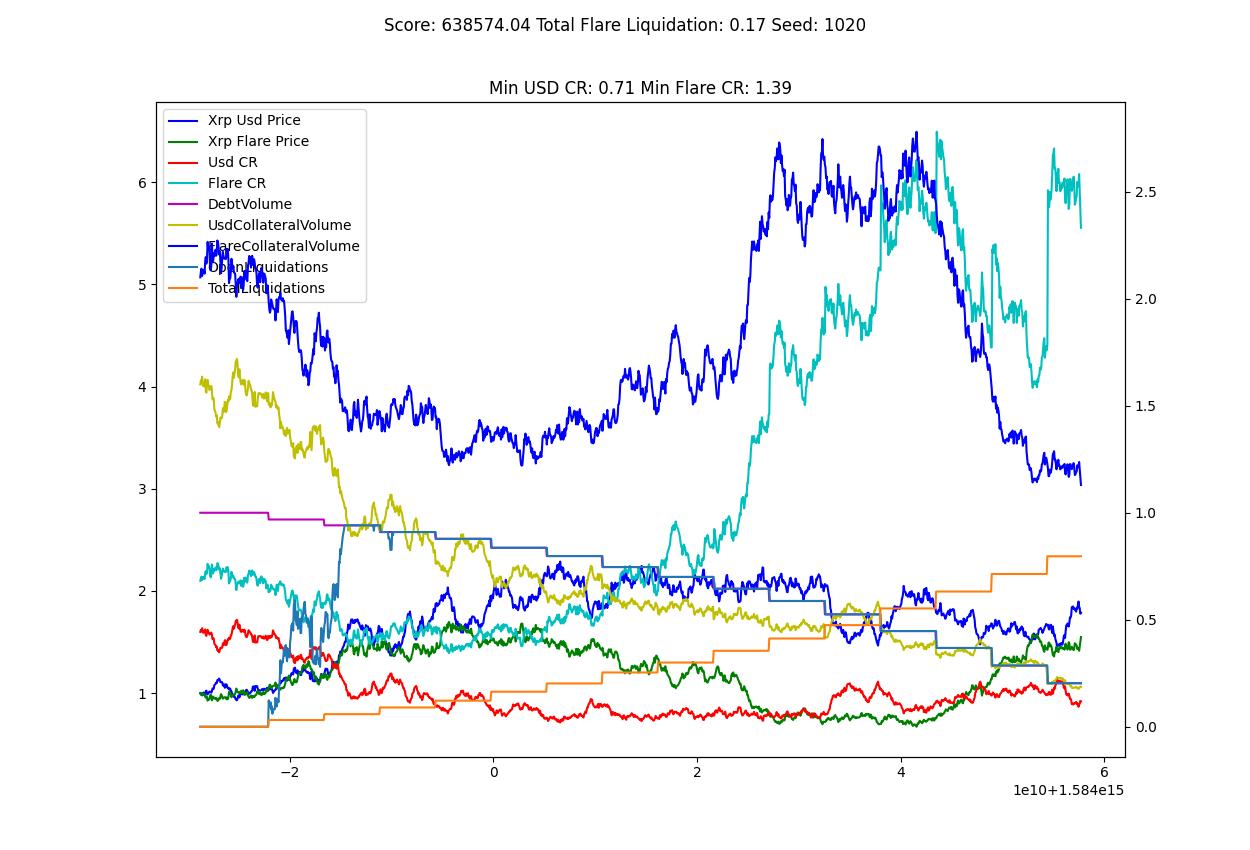 Score: 638574.04 Total Flare Liquidation: 0.17 Seed: 1020
Min USD CR: 0.71 Min Flare CR: 1.39
Xrp Usd Price
Xrp Flare Price
Usd CR
Flare CR
DebtVolume
UsdCollateralVolume
FlareCollateralVolume
OpenLiquidations
TotalLiquidations
6
5
4
3
2
1
2.5
2.0
1.5
1.0
0.5
0.0
−2
0
2
4
6
1e10+1.584e15